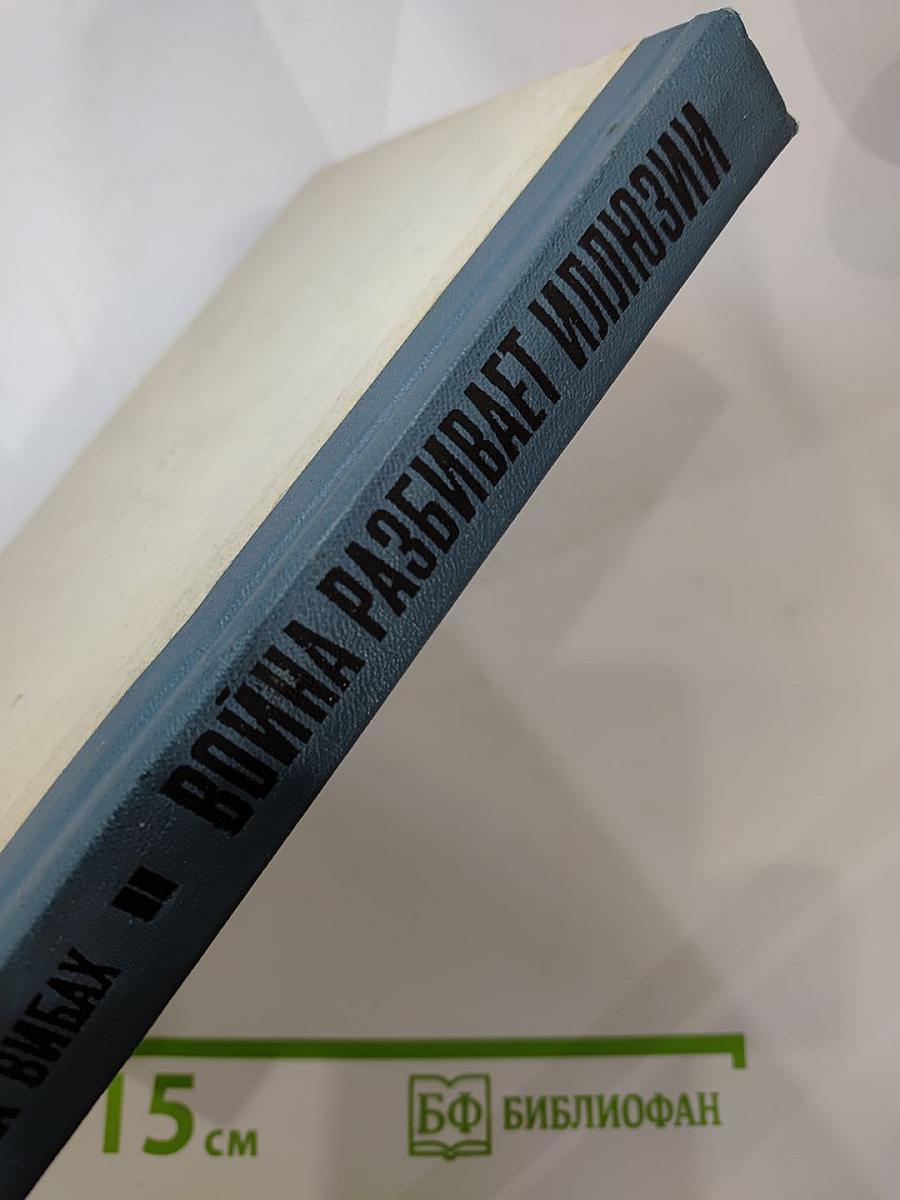 ВИБАХ = ВОЙНА РАЗБИВАЕТ ИЛЛЮЗИИ
15 см
БФ БИБЛИОФАН